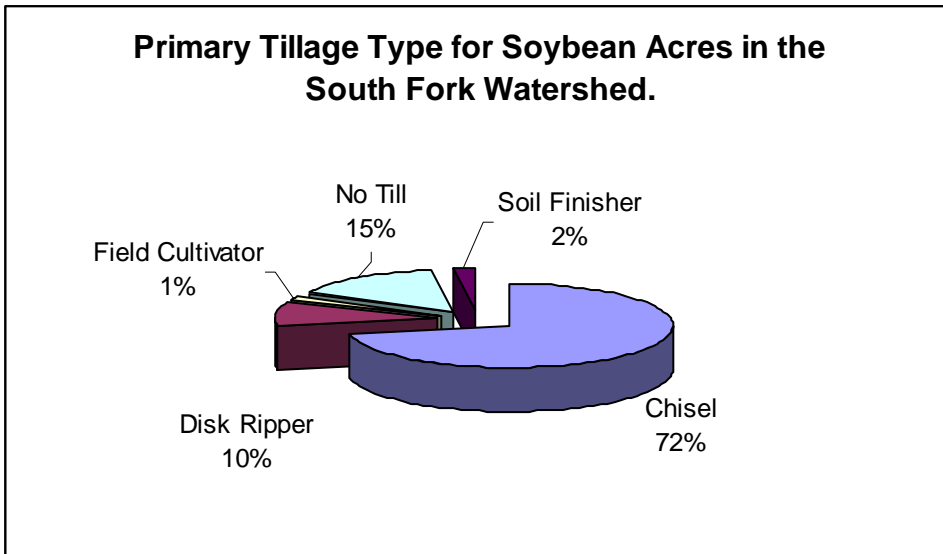 Primary Tillage Type for Soybean Acres in the
South Fork Watershed.
No Till
15%
Soil Finisher
2%
Field Cultivator
1%
Disk Ripper
10%
Chisel
72%